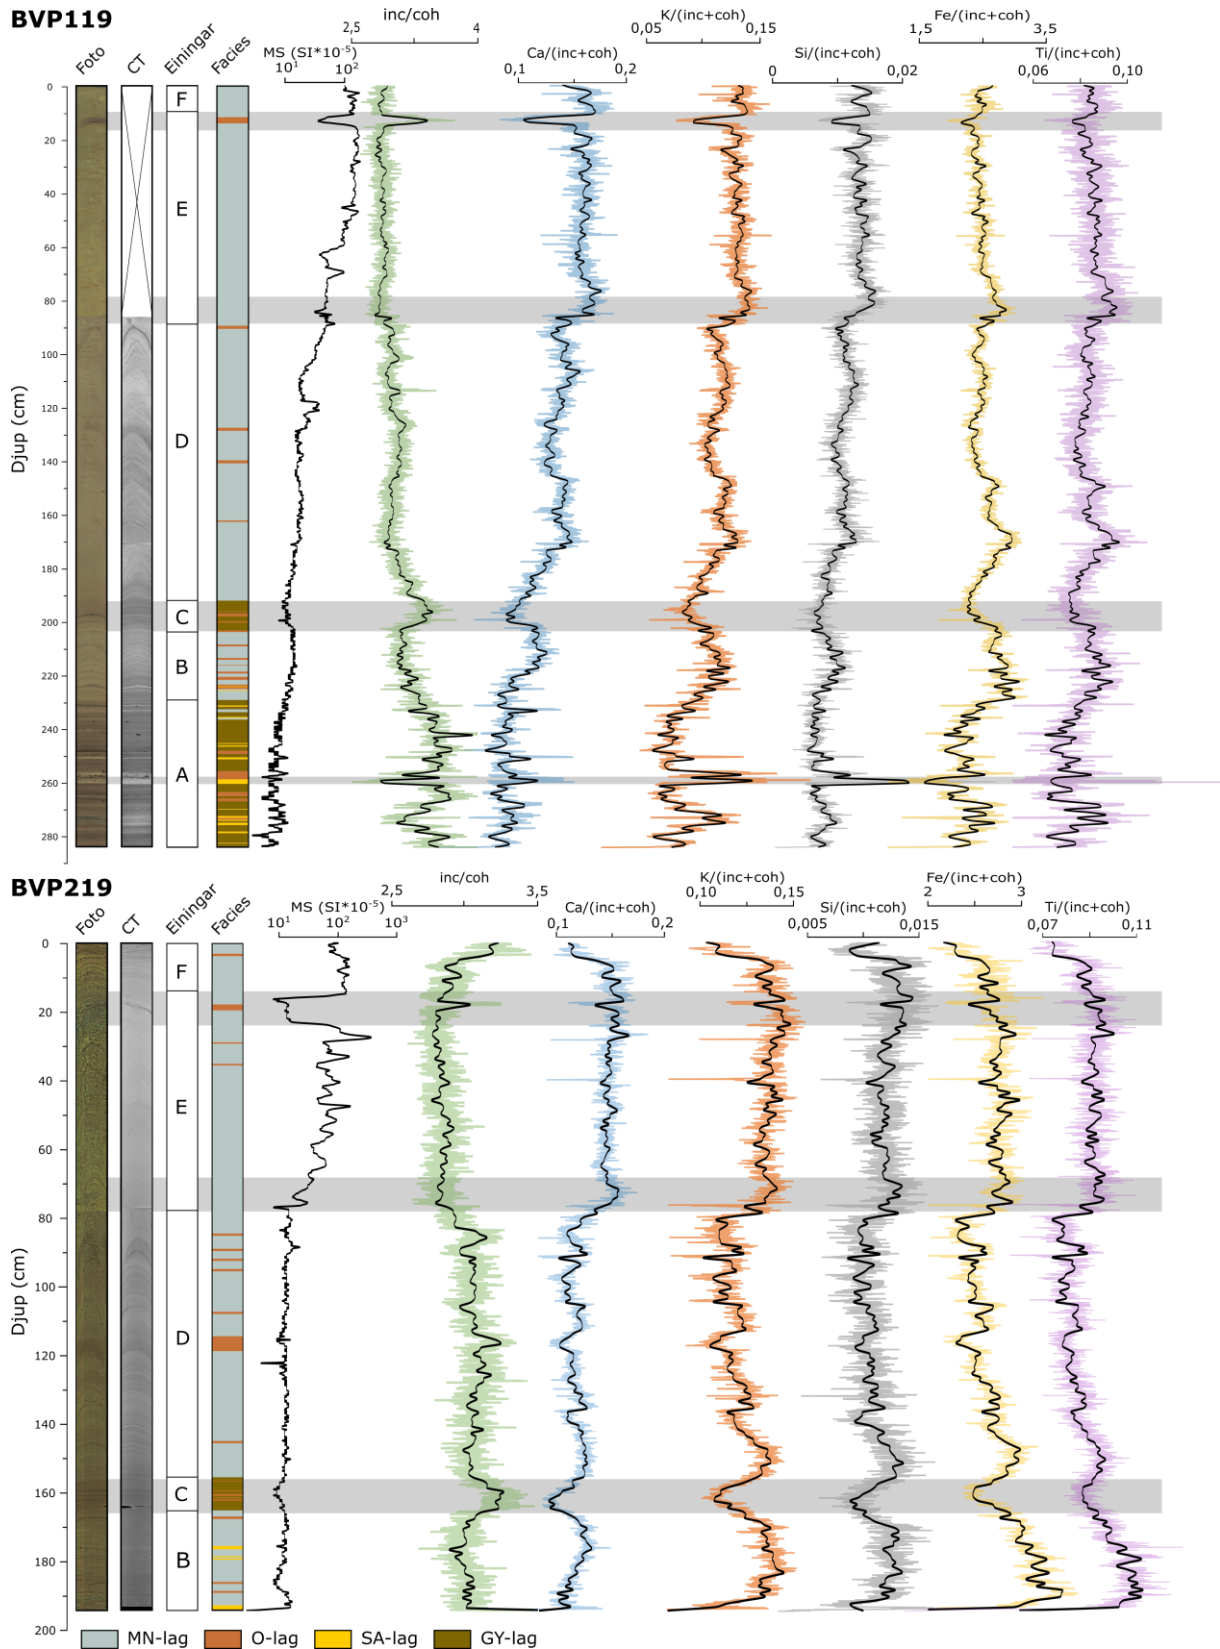 BVP119
Foto CT Einingar Facies
MS (SI*10-5)
10¹ 10²
inc/coh
2,5 4
Ca/(inc+coh)
0,1 0,2
K/(inc+coh)
0,05 0,15
Si/(inc+coh)
0 0,02
Fe/(inc+coh)
1,5 3,5
Ti/(inc+coh)
0,06 0,10
Djup (cm)
0
20
40
60
80
100
120
140
160
180
200
220
240
260
280
F
E
D
C
B
A
BVP219
Foto CT Einingar Facies
MS (SI*10-5)
10¹ 10² 10³
inc/coh
2,5 3,5
Ca/(inc+coh)
0,1 0,2
K/(inc+coh)
0,10 0,15
Si/(inc+coh)
0,005 0,015
Fe/(inc+coh)
2 3
Ti/(inc+coh)
0,07 0,11
Djup (cm)
0
20
40
60
80
100
120
140
160
180
200
F
E
D
C
B
MN-lag O-lag SA-lag GY-lag